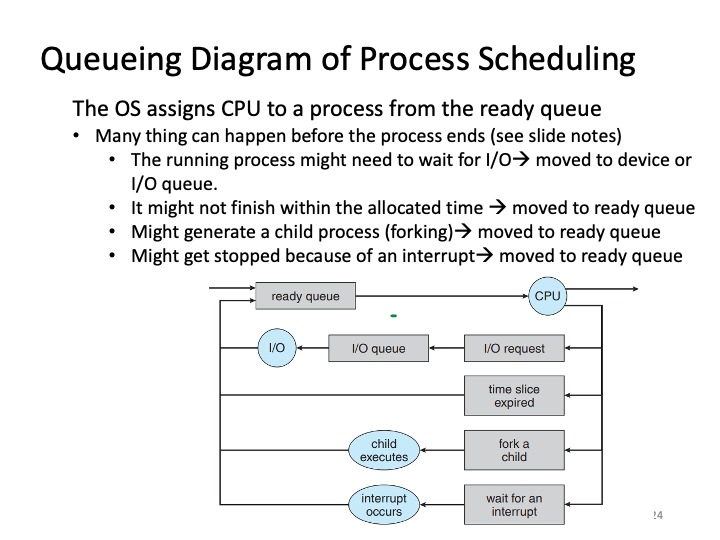 Queueing Diagram of Process Scheduling
The OS assigns CPU to a process from the ready queue
• Many thing can happen before the process ends (see slide notes)
• The running process might need to wait for I/O→ moved to device or
I/O queue.
• It might not finish within the allocated time → moved to ready queue
• Might generate a child process (forking)→ moved to ready queue
• Might get stopped because of an interrupt→ moved to ready queue
ready queue
CPU
I/O
I/O queue
I/O request
time slice
expired
child
executes
fork a
child
interrupt
occurs
wait for an
interrupt
24